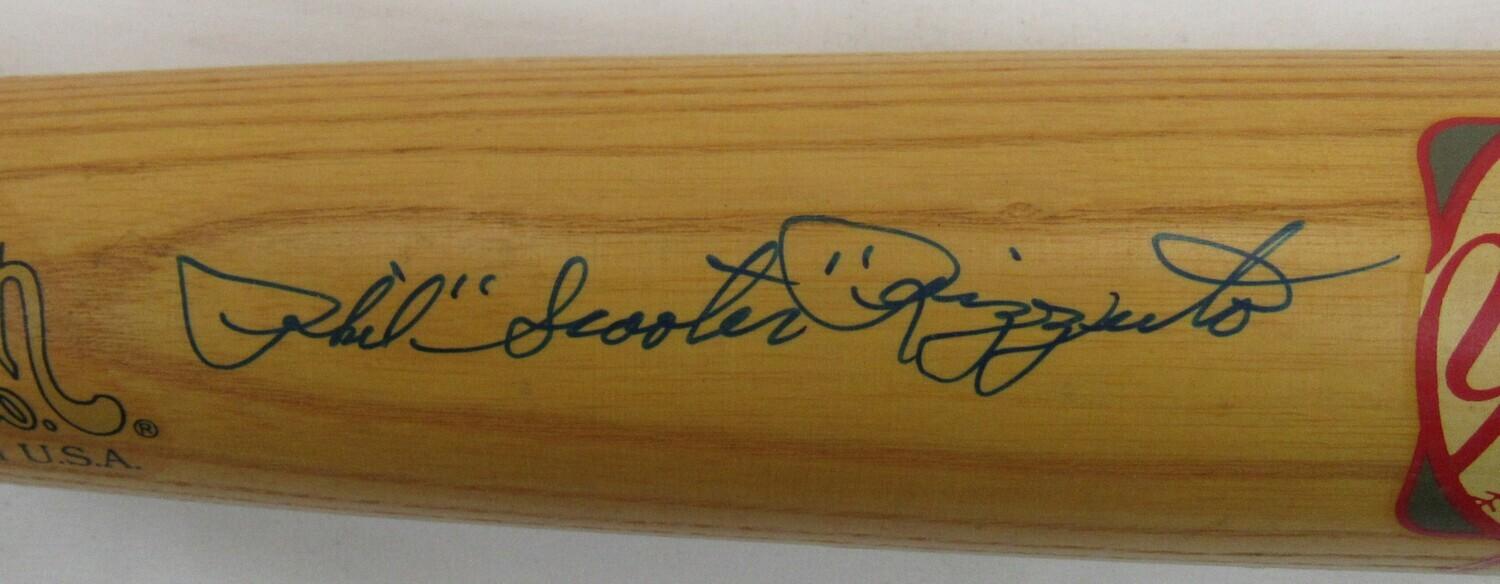 Phil "Scooter" Rizzuto
®
U.S.A.